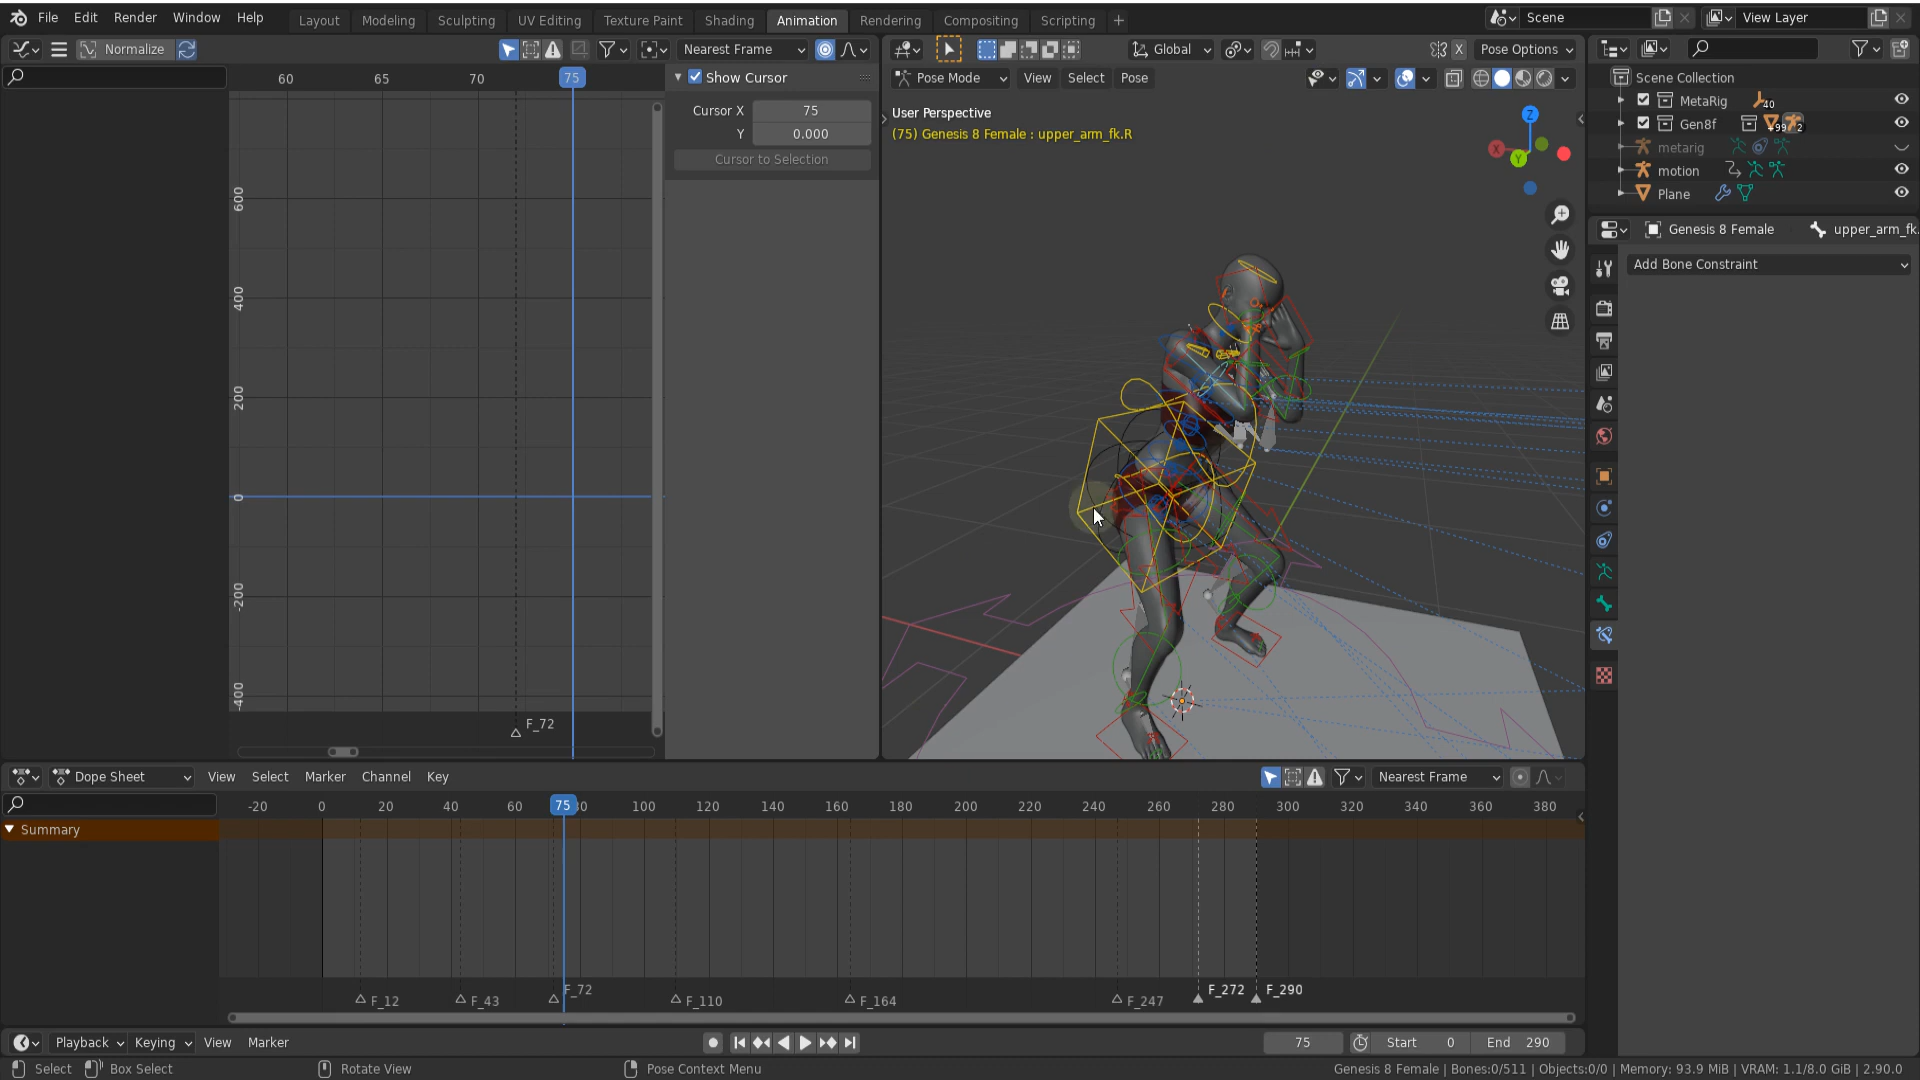 File Edit Render Window Help
Layout Modeling Sculpting UV Editing Texture Paint Shading Animation Rendering Compositing Scripting +
Scene
View Layer
Normalize
Nearest Frame
Global
X
Pose Options
60 65 70 75
Show Cursor
Cursor X 75
Y 0.000
Cursor to Selection
600
400
200
0
-200
-400
F_72
Pose Mode View Select Pose
User Perspective
(75) Genesis 8 Female : upper_arm_fk.R
Z
X
Y
Scene Collection
MetaRig 40
Gen8f +99 2
metarig
motion
Plane
Genesis 8 Female upper_arm_fk.
Add Bone Constraint
Dope Sheet View Select Marker Channel Key
Nearest Frame
-20 0 20 40 60 75 80 100 120 140 160 180 200 220 240 260 280 300 320 340 360 380
Summary
F_12 F_43 F_72 F_110 F_164 F_247 F_272 F_290
Playback Keying View Marker
75 Start 0 End 290
Select Box Select Rotate View Pose Context Menu
Genesis 8 Female | Bones:0/511 | Objects:0/0 | Memory: 93.9 MiB | VRAM: 1.1/8.0 GiB | 2.90.0